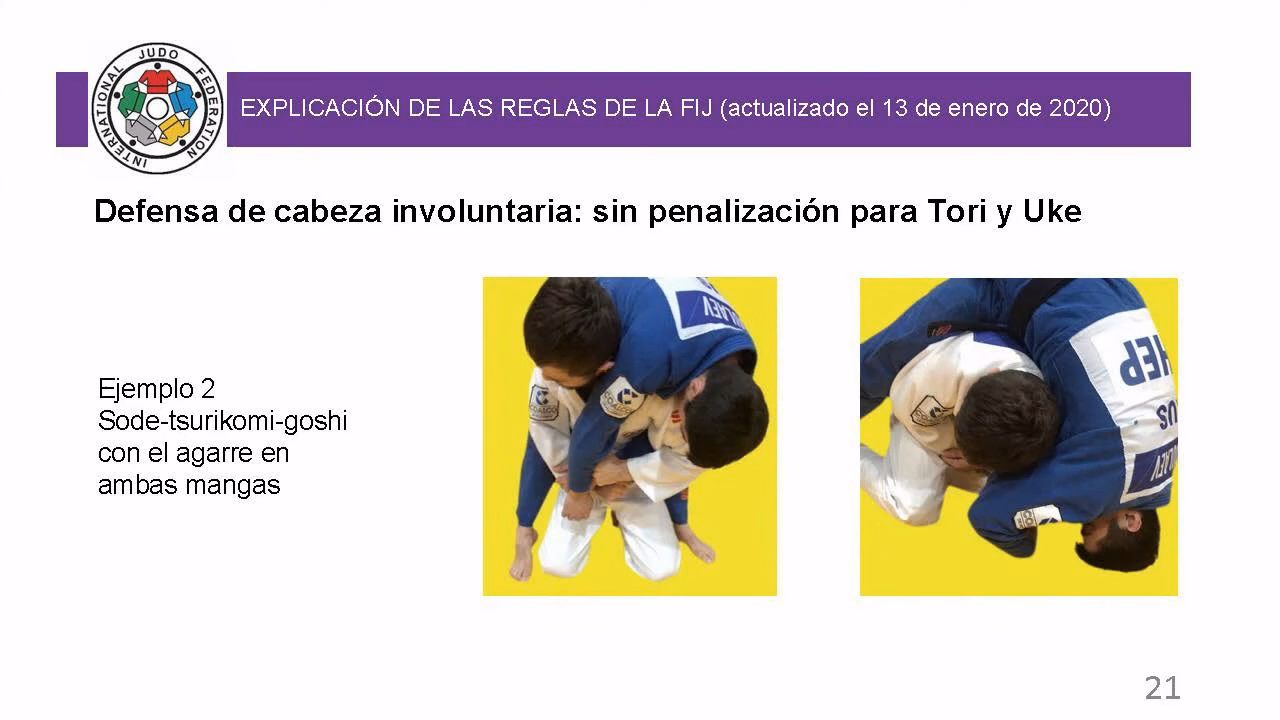 INTERNATIONAL JUDO FEDERATION
EXPLICACIÓN DE LAS REGLAS DE LA FIJ (actualizado el 13 de enero de 2020)
Defensa de cabeza involuntaria: sin penalización para Tori y Uke
Ejemplo 2
Sode-tsurikomi-goshi
con el agarre en
ambas mangas
HEP
21